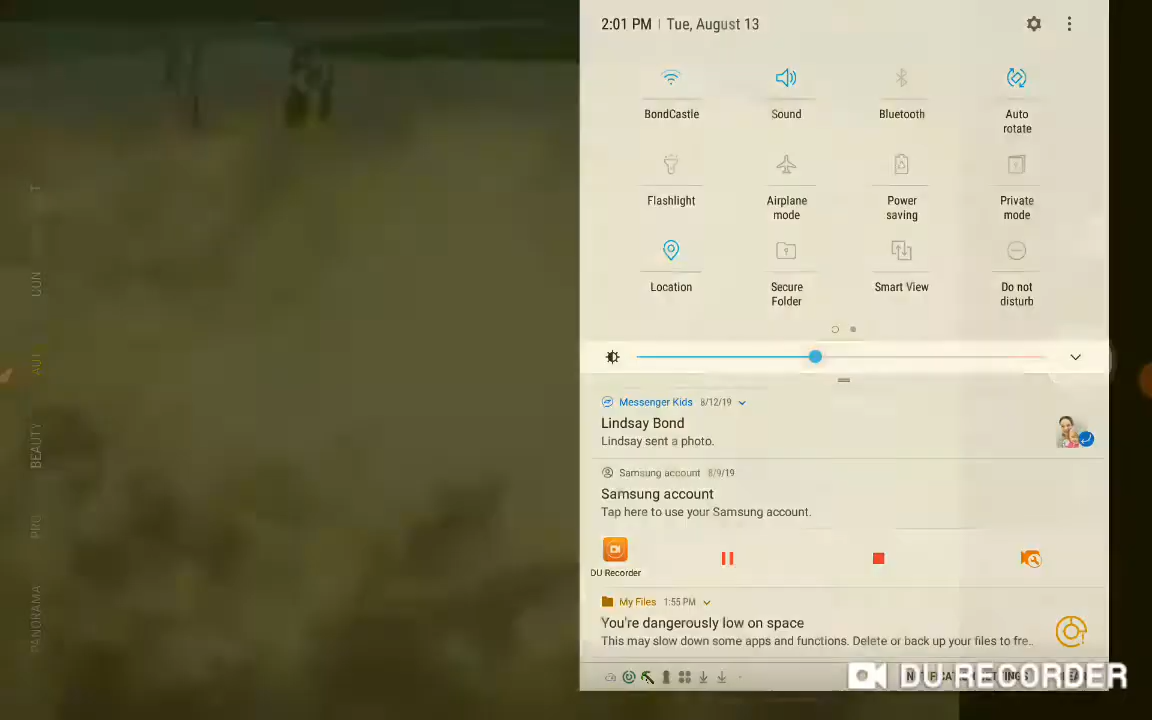 2:01 PM | Tue, August 13
BondCastle
Sound
Bluetooth
Auto
rotate
Flashlight
Airplane
mode
Power
saving
Private
mode
Location
Secure
Folder
Smart View
Do not
disturb
Messenger Kids 8/12/19
Lindsay Bond
Lindsay sent a photo.
Samsung account 8/9/19
Samsung account
Tap here to use your Samsung account.
DU Recorder
My Files 1:55 PM
You're dangerously low on space
This may slow down some apps and functions. Delete or back up your files to fre..
DU RECORDER
BEAUTY
PRO
PANORAMA